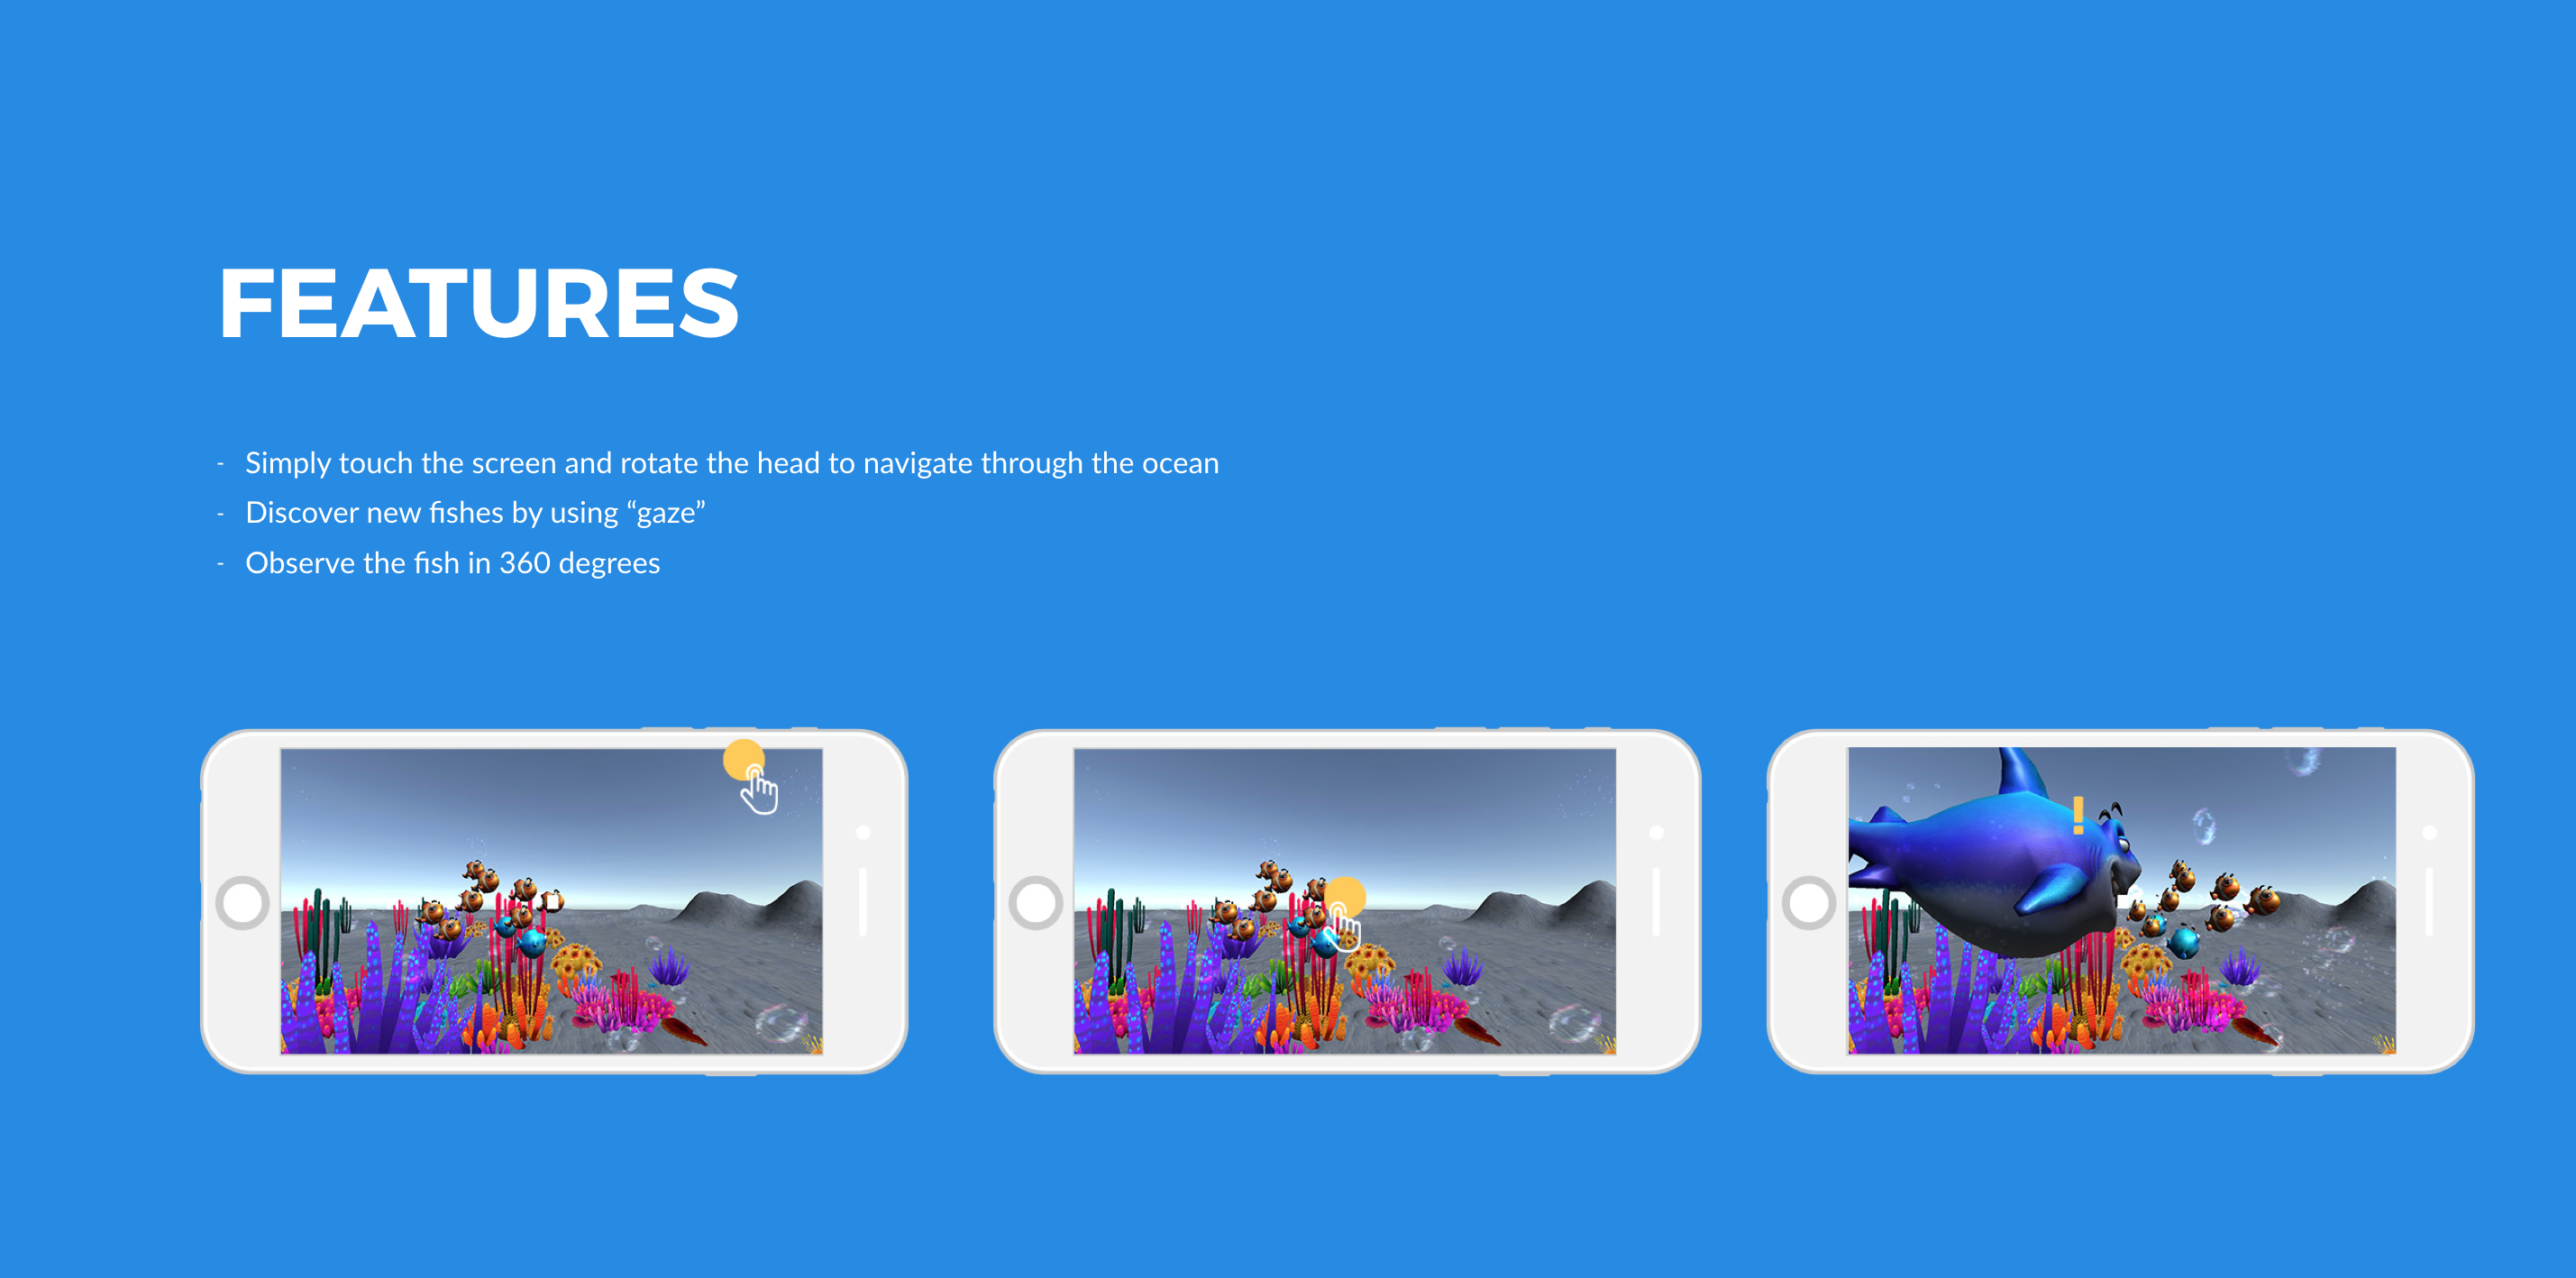 FEATURES
- Simply touch the screen and rotate the head to navigate through the ocean
- Discover new fishes by using “gaze”
- Observe the fish in 360 degrees
!